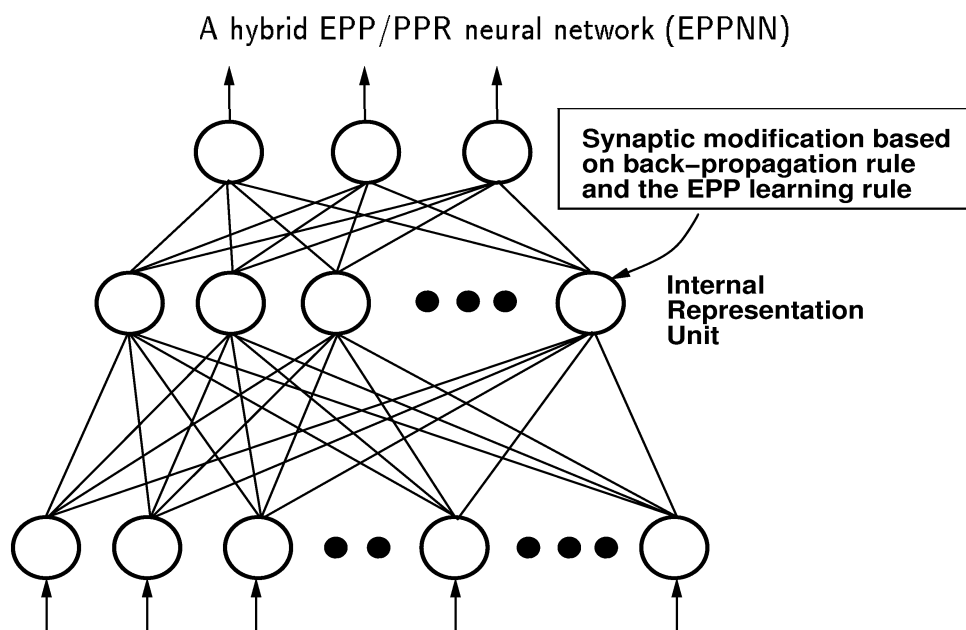 A hybrid EPP/PPR neural network (EPPNN)
Synaptic modification based
on back−propagation rule
and the EPP learning rule
Internal
Representation
Unit